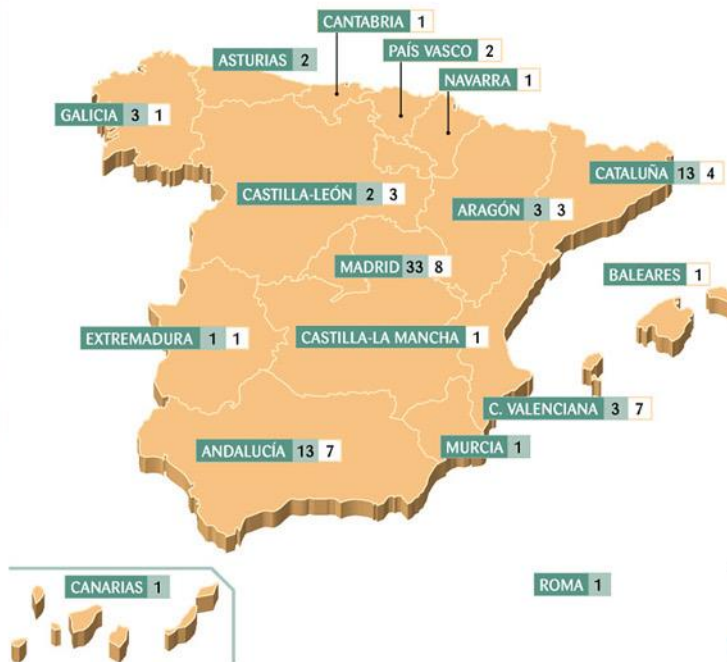 CANTABRIA 1
PAÍS VASCO 2
ASTURIAS 2
NAVARRA 1
GALICIA 3 1
CATALUÑA 13 4
CASTILLA-LEÓN 2 3
ARAGÓN 3 3
MADRID 33 8
BALEARES 1
EXTREMADURA 1 1
CASTILLA-LA MANCHA 1
C. VALENCIANA 3 7
ANDALUCÍA 13 7
MURCIA 1
CANARIAS 1
ROMA 1